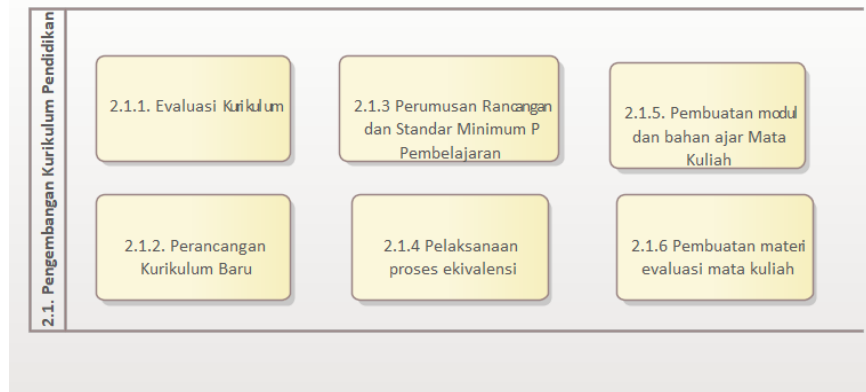 2.1. Pengembangan Kurikulum Pendidikan
2.1.1. Evaluasi Kurikulum
2.1.3 Perumusan Rancangan
dan Standar Minimum P
Pembelajaran
2.1.5. Pembuatan modul
dan bahan ajar Mata
Kuliah
2.1.2. Perancangan
Kurikulum Baru
2.1.4 Pelaksanaan
proses ekivalensi
2.1.6 Pembuatan materi
evaluasi mata kuliah